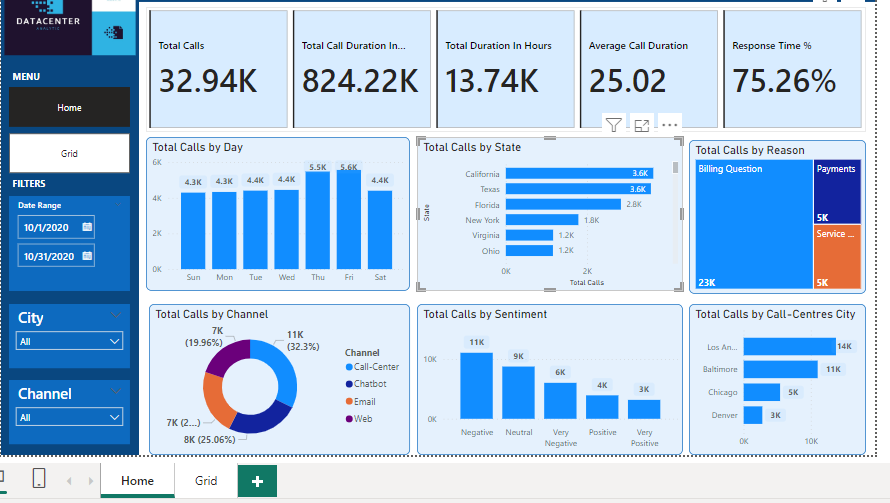 DATACENTER
ANALYTIC
MENU
Home
Grid
FILTERS
Date Range
10/1/2020
10/31/2020
City
All
Channel
All
Total Calls
32.94K
Total Call Duration In...
824.22K
Total Duration In Hours
13.74K
Average Call Duration
25.02
Response Time %
75.26%
Total Calls by Day
6K
4K
2K
0K
4.3K
4.3K
4.4K
4.4K
5.5K
5.6K
4.4K
Sun
Mon
Tue
Wed
Thu
Fri
Sat
Total Calls by State
State
California
3.6K
Texas
3.6K
Florida
2.8K
New York
1.8K
Virginia
1.2K
Ohio
1.2K
0K
2K
Total Calls
Total Calls by Reason
Billing Question
23K
Payments
5K
Service ...
5K
Total Calls by Channel
7K
(19.96%)
11K
(32.3%)
7K (2...)
8K (25.06%)
Channel
Call-Center
Chatbot
Email
Web
Total Calls by Sentiment
10K
0K
11K
9K
6K
4K
3K
Negative
Neutral
Very
Negative
Positive
Very
Positive
Total Calls by Call-Centres City
Los An...
14K
Baltimore
11K
Chicago
5K
Denver
3K
0K
10K
Home
Grid